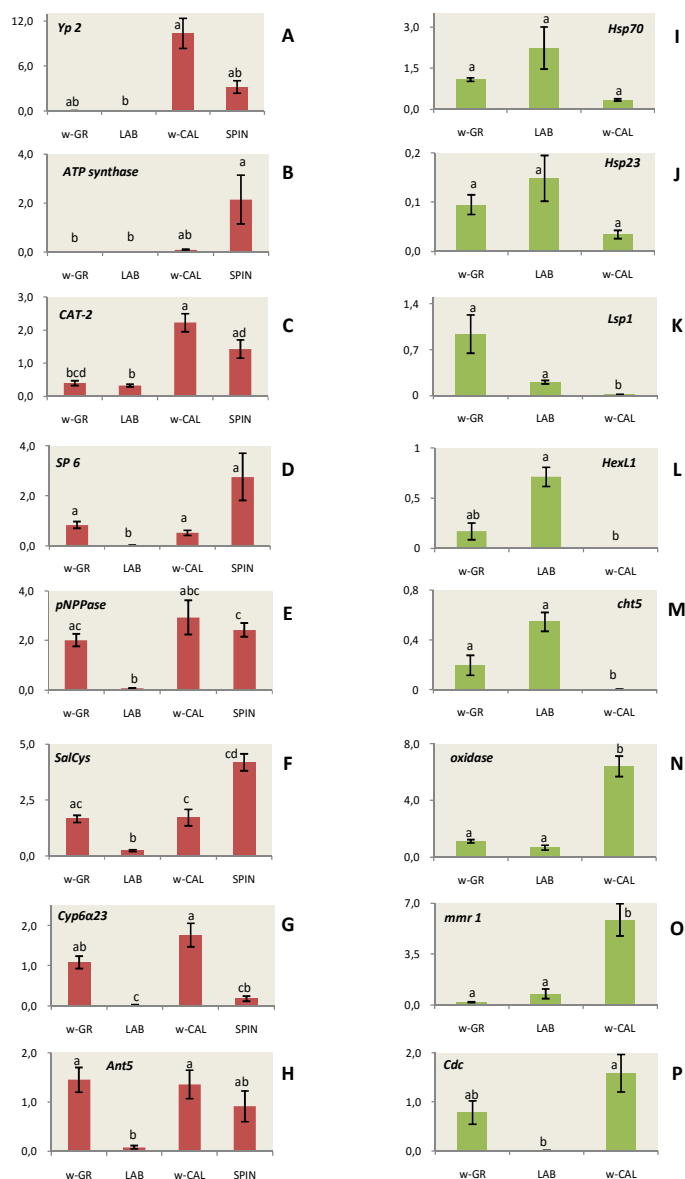 Yp 2 A
12,0
a
8,0
ab
4,0
ab b
0,0
w-GR LAB w-CAL SPIN
ATP synthase B
4,0
a
2,0
b b ab
0,0
w-GR LAB w-CAL SPIN
CAT-2 C
3,0
a
2,0
ad
1,0
bcd b
0,0
w-GR LAB w-CAL SPIN
SP 6 D
4,0
a
2,0
a b a
0,0
w-GR LAB w-CAL SPIN
pNPPase E
4,0
abc
ac c
2,0
b
0,0
w-GR LAB w-CAL SPIN
SalCys F
5,0
cd
2,5
ac c
b
0,0
w-GR LAB w-CAL SPIN
Cyp6α23 G
2,0
a
ab
1,0
c cb
0,0
w-GR LAB w-CAL SPIN
Ant5 H
2,0
a a
ab
1,0
b
0,0
w-GR LAB w-CAL SPIN
Hsp70 I
3,0
a
1,5
a
a
0,0
w-GR LAB w-CAL
Hsp23 J
0,2
a a
0,1
a
0,0
w-GR LAB w-CAL
Lsp1 K
1,4
a
0,7
a
b
0
w-GR LAB w-CAL
HexL1 L
1
a
0,5
ab
b
0
w-GR LAB w-CAL
cht5 M
0,8
a
0,4
a
b
0
w-GR LAB w-CAL
oxidase N
8,0
b
4,0
a a
0,0
w-GR LAB w-CAL
mmr 1 O
7,0
b
3,5
a a
0,0
w-GR LAB w-CAL
Cdc P
2,0
a
ab
1,0
b
0,0
w-GR LAB w-CAL